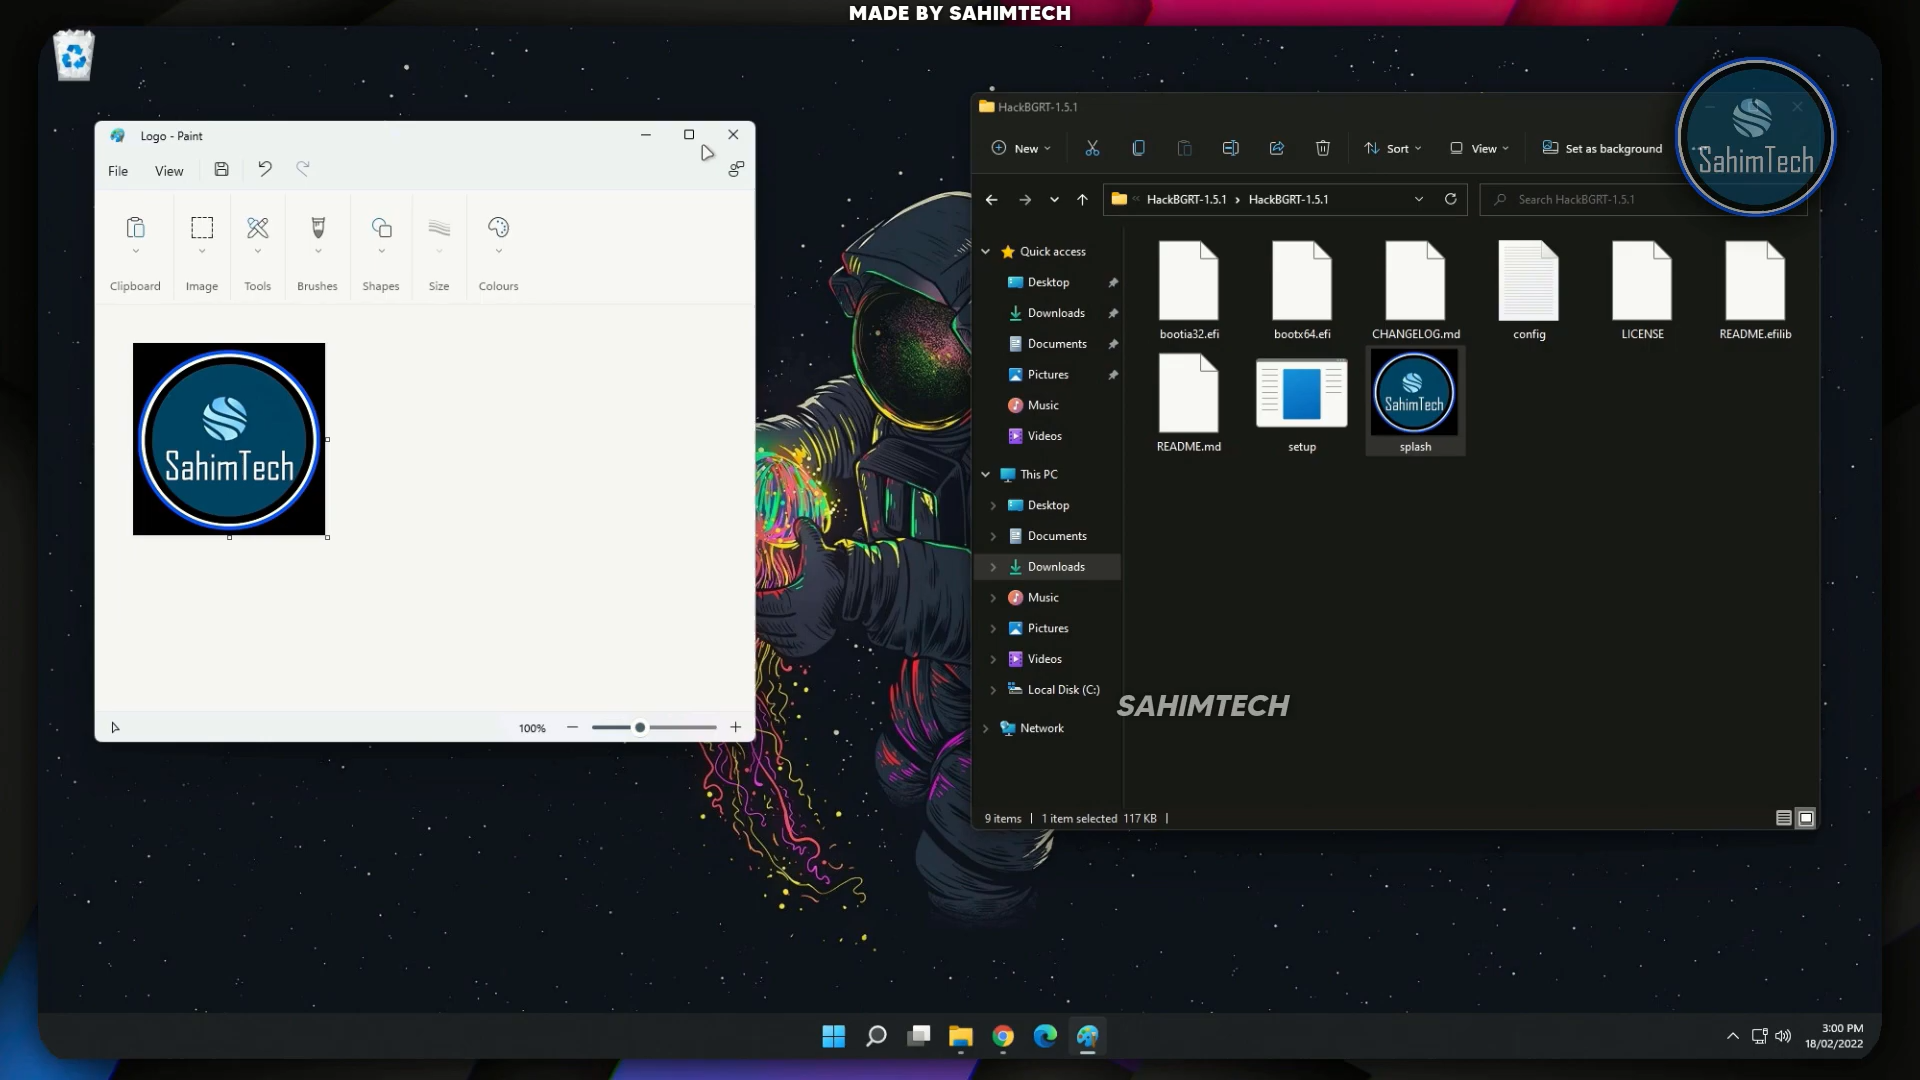 MADE BY SAHIMTECH
Logo - Paint
File
View
Clipboard
Image
Tools
Brushes
Shapes
Size
Colours
SahimTech
100%
HackBGRT-1.5.1
New
Sort
View
Set as background
SahimTech
HackBGRT-1.5.1
HackBGRT-1.5.1
Search HackBGRT-1.5.1
Quick access
Desktop
Downloads
Documents
Pictures
Music
Videos
This PC
Desktop
Documents
Downloads
Music
Pictures
Videos
Local Disk (C:)
Network
bootia32.efi
bootx64.efi
CHANGELOG.md
config
LICENSE
README.efilib
README.md
setup
SahimTech
splash
SAHIMTECH
9 items
1 item selected 117 KB
3:00 PM
18/02/2022